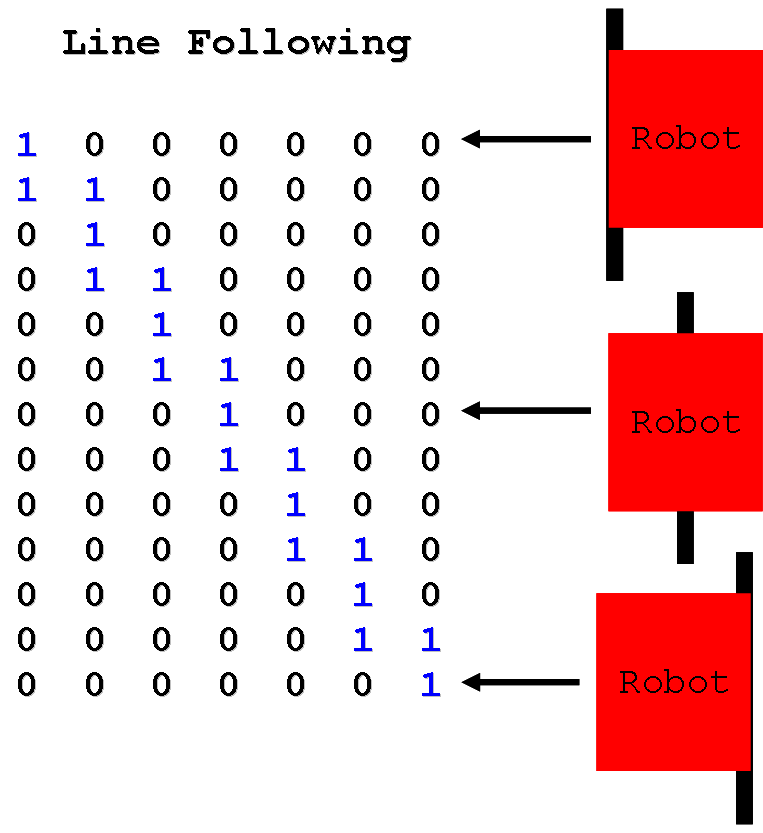 Line Following
1 0 0 0 0 0 0
1 1 0 0 0 0 0
0 1 0 0 0 0 0
0 1 1 0 0 0 0
0 0 1 0 0 0 0
0 0 1 1 0 0 0
0 0 0 1 0 0 0
0 0 0 1 1 0 0
0 0 0 0 1 0 0
0 0 0 0 1 1 0
0 0 0 0 0 1 0
0 0 0 0 0 1 1
0 0 0 0 0 0 1
Robot
Robot
Robot